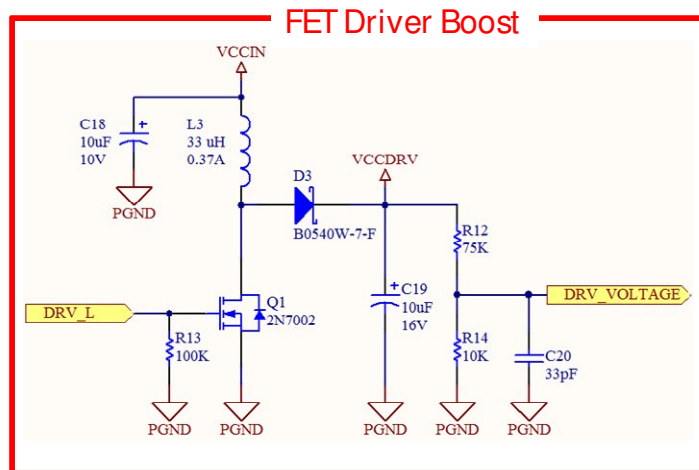 FET Driver Boost
VCCIN
C18
10uF
10V
+
L3
33 uH
0.37A
PGND
D3
B0540W-7-F
VCCDRV
R12
75K
DRV_L
Q1
2N7002
R13
100K
+
C19
10uF
16V
DRV_VOLTAGE
R14
10K
C20
33pF
PGND
PGND
PGND
PGND
PGND